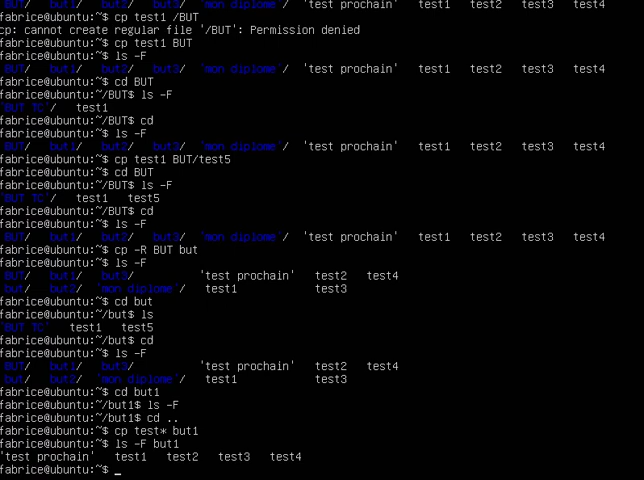 BUT/   but1/   but2/   but3/   'mon diplome'/   'test prochain'   test1   test2   test3   test4
fabrice@ubuntu:~$ cp test1 /BUT
cp: cannot create regular file '/BUT': Permission denied
fabrice@ubuntu:~$ cp test1 BUT
fabrice@ubuntu:~$ ls -F
BUT/   but1/   but2/   but3/   'mon diplome'/   'test prochain'   test1   test2   test3   test4
fabrice@ubuntu:~$ cd BUT
fabrice@ubuntu:~/BUT$ ls -F
'BUT TC'/   test1
fabrice@ubuntu:~/BUT$ cd
fabrice@ubuntu:~$ ls -F
BUT/   but1/   but2/   but3/   'mon diplome'/   'test prochain'   test1   test2   test3   test4
fabrice@ubuntu:~$ cp test1 BUT/test5
fabrice@ubuntu:~$ cd BUT
fabrice@ubuntu:~/BUT$ ls -F
'BUT TC'/   test1   test5
fabrice@ubuntu:~/BUT$ cd
fabrice@ubuntu:~$ ls -F
BUT/   but1/   but2/   but3/   'mon diplome'/   'test prochain'   test1   test2   test3   test4
fabrice@ubuntu:~$ cp -R BUT but
fabrice@ubuntu:~$ ls -F
BUT/   but1/   but3/   'test prochain'   test2   test4
but/   but2/   'mon diplome'/   test1   test3
fabrice@ubuntu:~$ cd but
fabrice@ubuntu:~/but$ ls
'BUT TC'   test1   test5
fabrice@ubuntu:~/but$ cd
fabrice@ubuntu:~$ ls -F
BUT/   but1/   but3/   'test prochain'   test2   test4
but/   but2/   'mon diplome'/   test1   test3
fabrice@ubuntu:~$ cd but1
fabrice@ubuntu:~/but1$ ls -F
fabrice@ubuntu:~/but1$ cd ..
fabrice@ubuntu:~$ cp test* but1
fabrice@ubuntu:~$ ls -F but1
'test prochain'   test1   test2   test3   test4
fabrice@ubuntu:~$ _